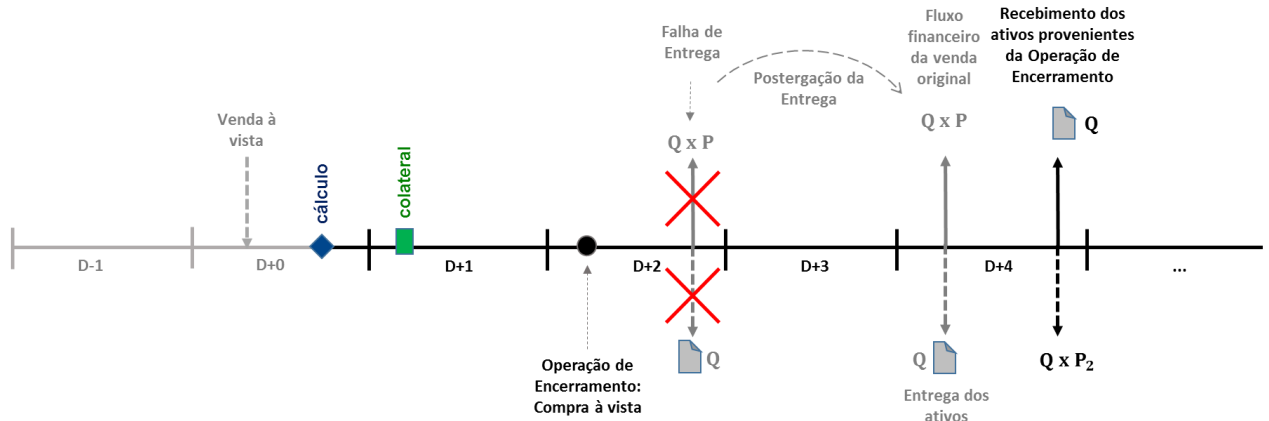 Fluxo
financeiro
da venda
original
Recebimento dos
ativos provenientes
da Operação de
Encerramento
Falha de
Entrega
Postergação da
Entrega
Venda à
vista
Q x P
Q x P
Q
cálculo
colateral
D-1
D+0
D+1
D+2
D+3
D+4
...
Operação de
Encerramento:
Compra à vista
Q
Q
Q x P₂
Entrega dos
ativos